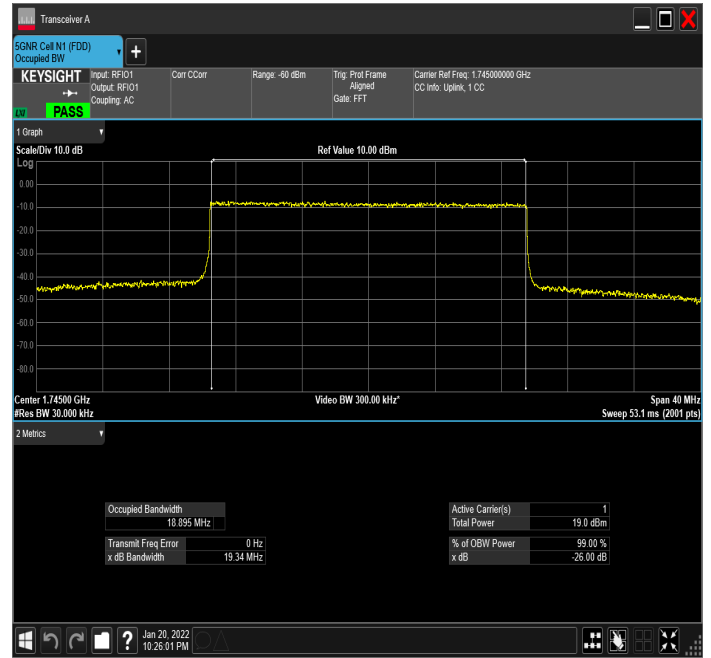 Transceiver A
5GNR Cell N1 (FDD)
Occupied BW
KEYSIGHT
LXI
PASS
Input: RFIO1
Output: RFIO1
Coupling: AC
Corr CCorr
Range: -60 dBm
Trig: Prot Frame
Aligned
Gate: FFT
Carrier Ref Freq: 1.745000000 GHz
CC Info: Uplink, 1 CC
1 Graph
Scale/Div 10.0 dB
Ref Value 10.00 dBm
Log
0.00
-10.0
-20.0
-30.0
-40.0
-50.0
-60.0
-70.0
-80.0
Center 1.74500 GHz
Video BW 300.00 kHz*
Span 40 MHz
#Res BW 30.000 kHz
Sweep 53.1 ms (2001 pts)
2 Metrics
Occupied Bandwidth
18.895 MHz
Transmit Freq Error 0 Hz
x dB Bandwidth 19.34 MHz
Active Carrier(s) 1
Total Power 19.0 dBm
% of OBW Power 99.00 %
x dB -26.00 dB
?
Jan 20, 2022
10:26:01 PM